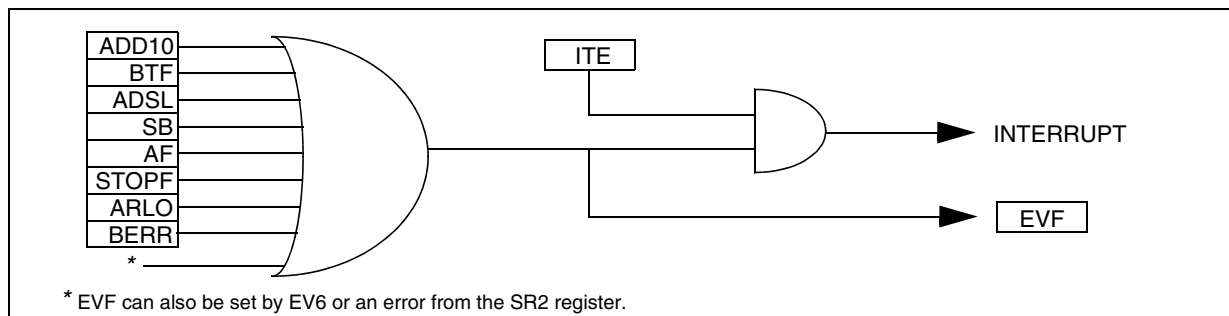 ADD10
BTF
ADSL
SB
AF
STOPF
ARLO
BERR
*
ITE
INTERRUPT
EVF
* EVF can also be set by EV6 or an error from the SR2 register.